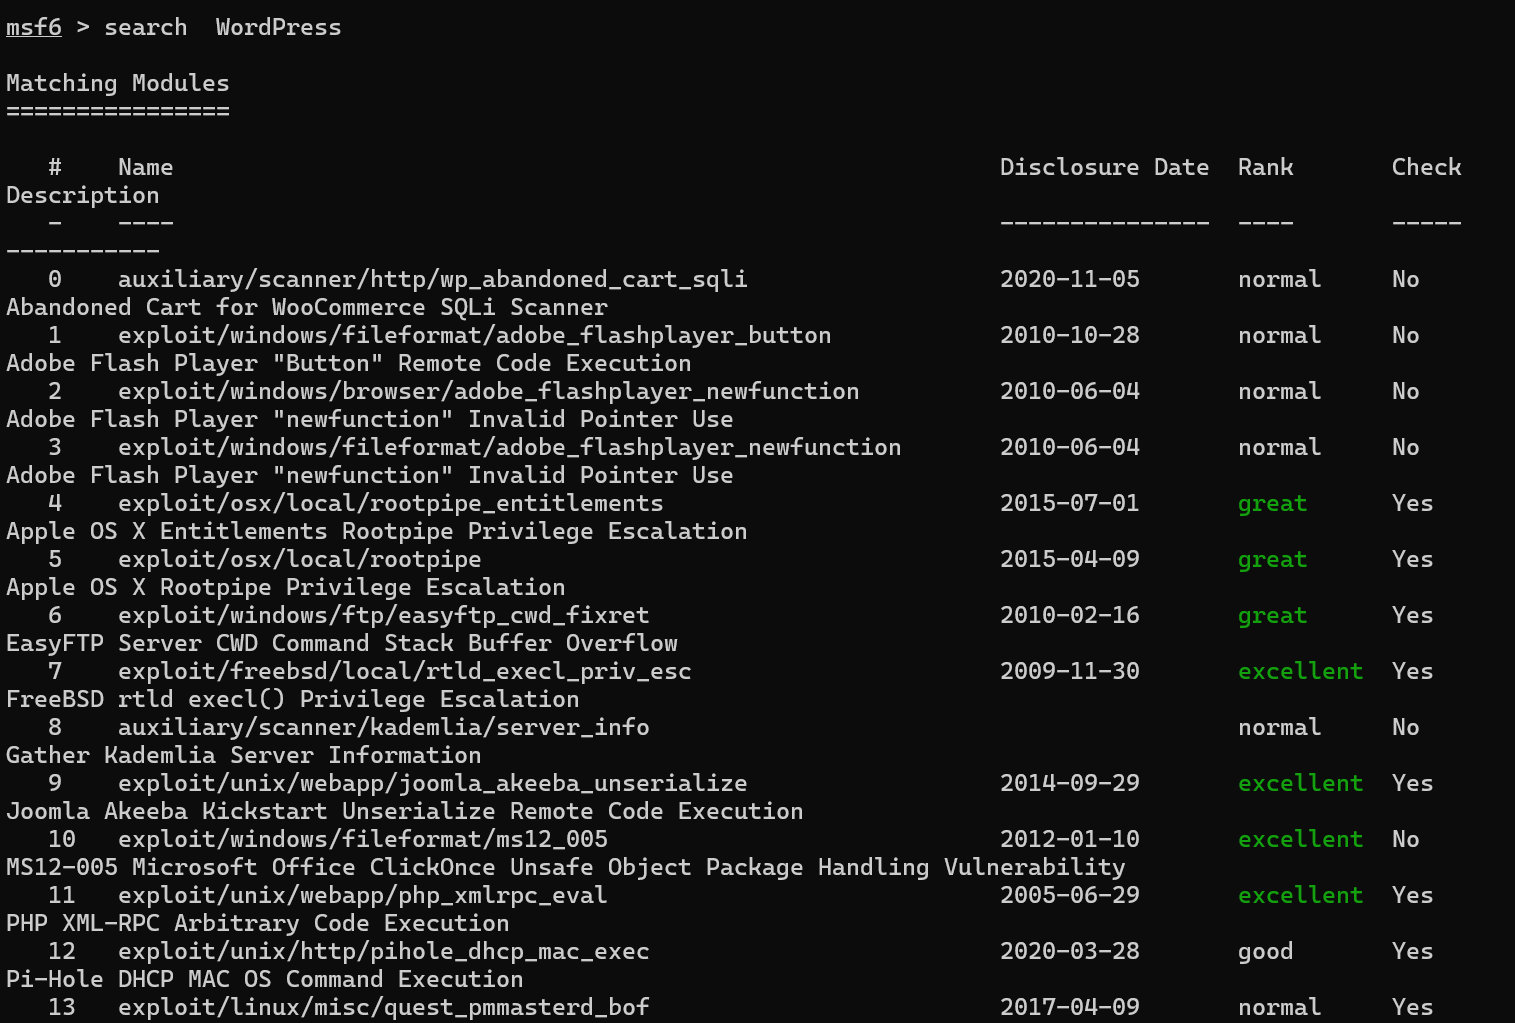 msf6 > search  WordPress
Matching Modules
================
   #    Name                                                           Disclosure Date  Rank       Check
Description
   -    ----                                                           ---------------  ----       -----
-----------
   0    auxiliary/scanner/http/wp_abandoned_cart_sqli                  2020-11-05       normal     No
Abandoned Cart for WooCommerce SQLi Scanner
   1    exploit/windows/fileformat/adobe_flashplayer_button            2010-10-28       normal     No
Adobe Flash Player "Button" Remote Code Execution
   2    exploit/windows/browser/adobe_flashplayer_newfunction          2010-06-04       normal     No
Adobe Flash Player "newfunction" Invalid Pointer Use
   3    exploit/windows/fileformat/adobe_flashplayer_newfunction       2010-06-04       normal     No
Adobe Flash Player "newfunction" Invalid Pointer Use
   4    exploit/osx/local/rootpipe_entitlements                        2015-07-01       great      Yes
Apple OS X Entitlements Rootpipe Privilege Escalation
   5    exploit/osx/local/rootpipe                                     2015-04-09       great      Yes
Apple OS X Rootpipe Privilege Escalation
   6    exploit/windows/ftp/easyftp_cwd_fixret                         2010-02-16       great      Yes
EasyFTP Server CWD Command Stack Buffer Overflow
   7    exploit/freebsd/local/rtld_execl_priv_esc                      2009-11-30       excellent  Yes
FreeBSD rtld execl() Privilege Escalation
   8    auxiliary/scanner/kademlia/server_info                                          normal     No
Gather Kademlia Server Information
   9    exploit/unix/webapp/joomla_akeeba_unserialize                  2014-09-29       excellent  Yes
Joomla Akeeba Kickstart Unserialize Remote Code Execution
   10   exploit/windows/fileformat/ms12_005                            2012-01-10       excellent  No
MS12-005 Microsoft Office ClickOnce Unsafe Object Package Handling Vulnerability
   11   exploit/unix/webapp/php_xmlrpc_eval                            2005-06-29       excellent  Yes
PHP XML-RPC Arbitrary Code Execution
   12   exploit/unix/http/pihole_dhcp_mac_exec                         2020-03-28       good       Yes
Pi-Hole DHCP MAC OS Command Execution
   13   exploit/linux/misc/quest_pmmasterd_bof                         2017-04-09       normal     Yes